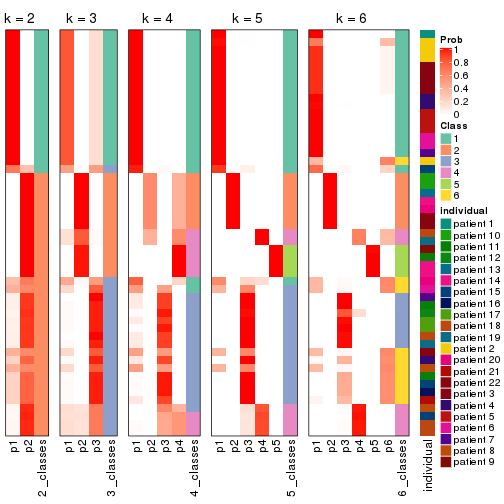 k = 2
k = 3
k = 4
k = 5
k = 6
p1
p2
2_classes
p1
p2
p3
3_classes
p1
p2
p3
p4
4_classes
p1
p2
p3
p4
p5
5_classes
p1
p2
p3
p4
p5
p6
6_classes
individual
Prob
1
0.8
0.6
0.4
0.2
0
Class
1
2
3
4
5
6
Individual
patient 1
patient 10
patient 11
patient 12
patient 13
patient 14
patient 15
patient 16
patient 17
patient 18
patient 19
patient 2
patient 20
patient 21
patient 22
patient 3
patient 4
patient 5
patient 6
patient 7
patient 8
patient 9